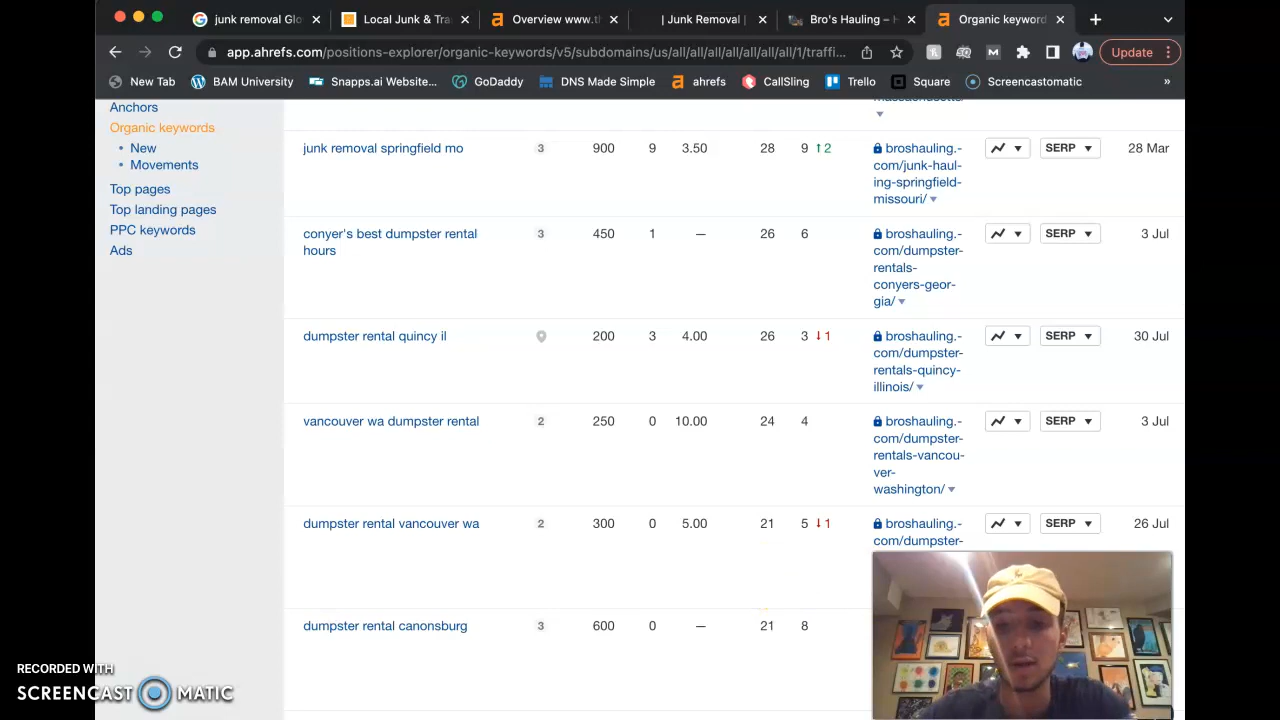 junk removal Glo
Local Junk & Tra
Overview www.t
| Junk Removal |
Bro's Hauling – H
Organic keyword
app.ahrefs.com/positions-explorer/organic-keywords/v5/subdomains/us/all/all/all/all/all/all/all/1/traffi...
Update
New Tab
BAM University
Snapps.ai Website...
GoDaddy
DNS Made Simple
ahrefs
CallSling
Trello
Square
Screencastomatic
»
Anchors
Organic keywords
• New
• Movements
Top pages
Top landing pages
PPC keywords
Ads
massachusetts/
junk removal springfield mo 3 900 9 3.50 28 9 ↑2 broshauling.-
com/junk-haul-
ing-springfield-
missouri/
SERP 28 Mar
conyer's best dumpster rental
hours 3 450 1 — 26 6 broshauling.-
com/dumpster-
rentals-
conyers-geor-
gia/
SERP 3 Jul
dumpster rental quincy il 200 3 4.00 26 3 ↓1 broshauling.-
com/dumpster-
rentals-quincy-
illinois/
SERP 30 Jul
vancouver wa dumpster rental 2 250 0 10.00 24 4 broshauling.-
com/dumpster-
rentals-vancou-
ver-
washington/
SERP 3 Jul
dumpster rental vancouver wa 2 300 0 5.00 21 5 ↓1 broshauling.-
com/dumpster-
SERP 26 Jul
dumpster rental canonsburg 3 600 0 — 21 8
RECORDED WITH
SCREENCAST MATIC